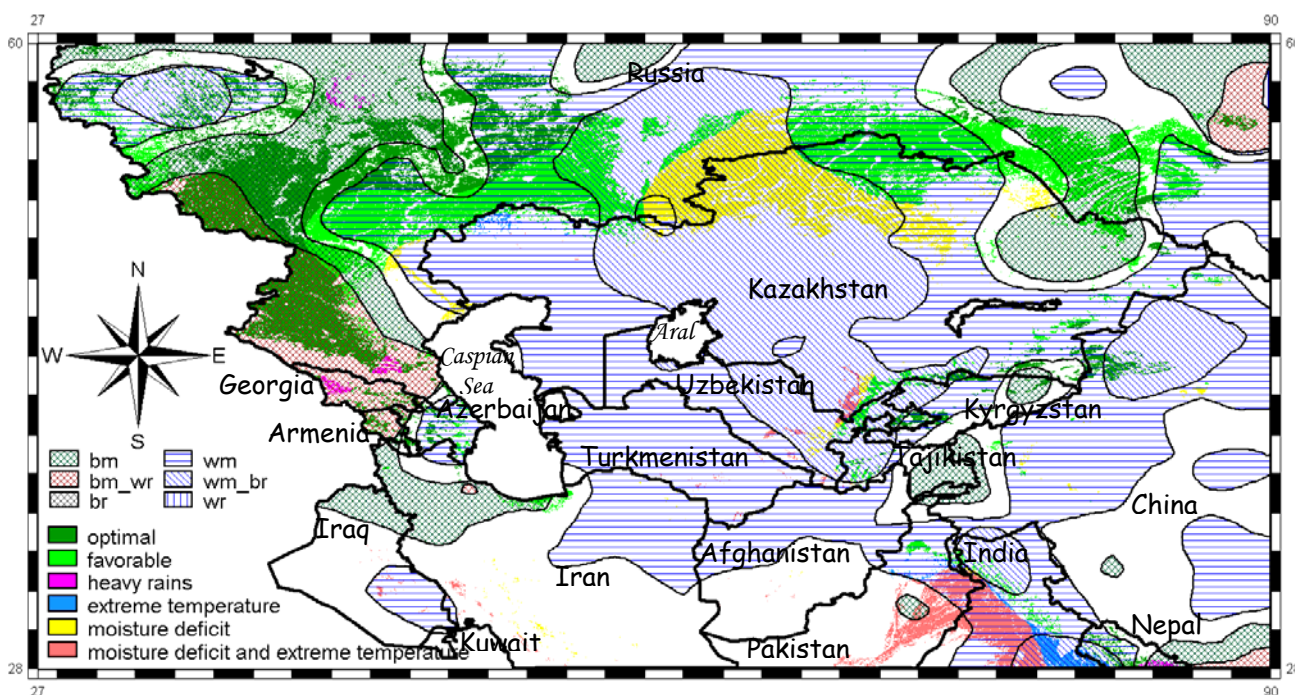 27
90
60
60
Russia
Kazakhstan
Aral
Caspian
Sea
N
W
E
S
Georgia
Azerbaijan
Armenia
Uzbekistan
Kyrgyzstan
Turkmenistan
Tajikistan
China
Iraq
Iran
Afghanistan
India
Kuwait
Pakistan
Nepal
bm
wm
bm_wr
wm_br
br
wr
optimal
favorable
heavy rains
extreme temperature
moisture deficit
moisture deficit and extreme temperature
28
28
27
90